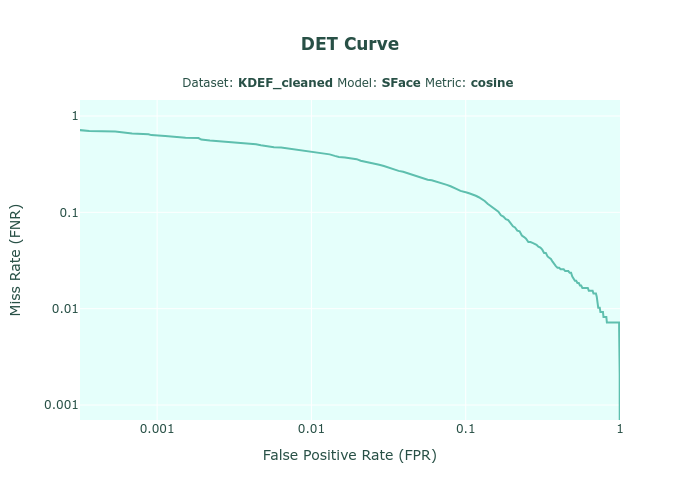 DET Curve
Dataset: KDEF_cleaned Model: SFace Metric: cosine
1
0.1
0.01
0.001
Miss Rate (FNR)
0.001
0.01
0.1
1
False Positive Rate (FPR)